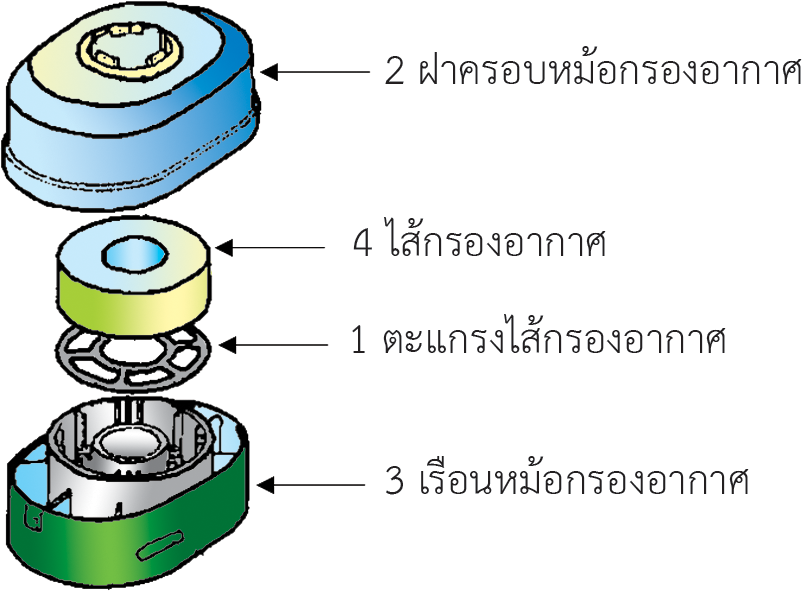 2 ฝาครอบหม้อกรองอากาศ
4 ไส้กรองอากาศ
1 ตะแกรงไส้กรองอากาศ
3 เรือนหม้อกรองอากาศ